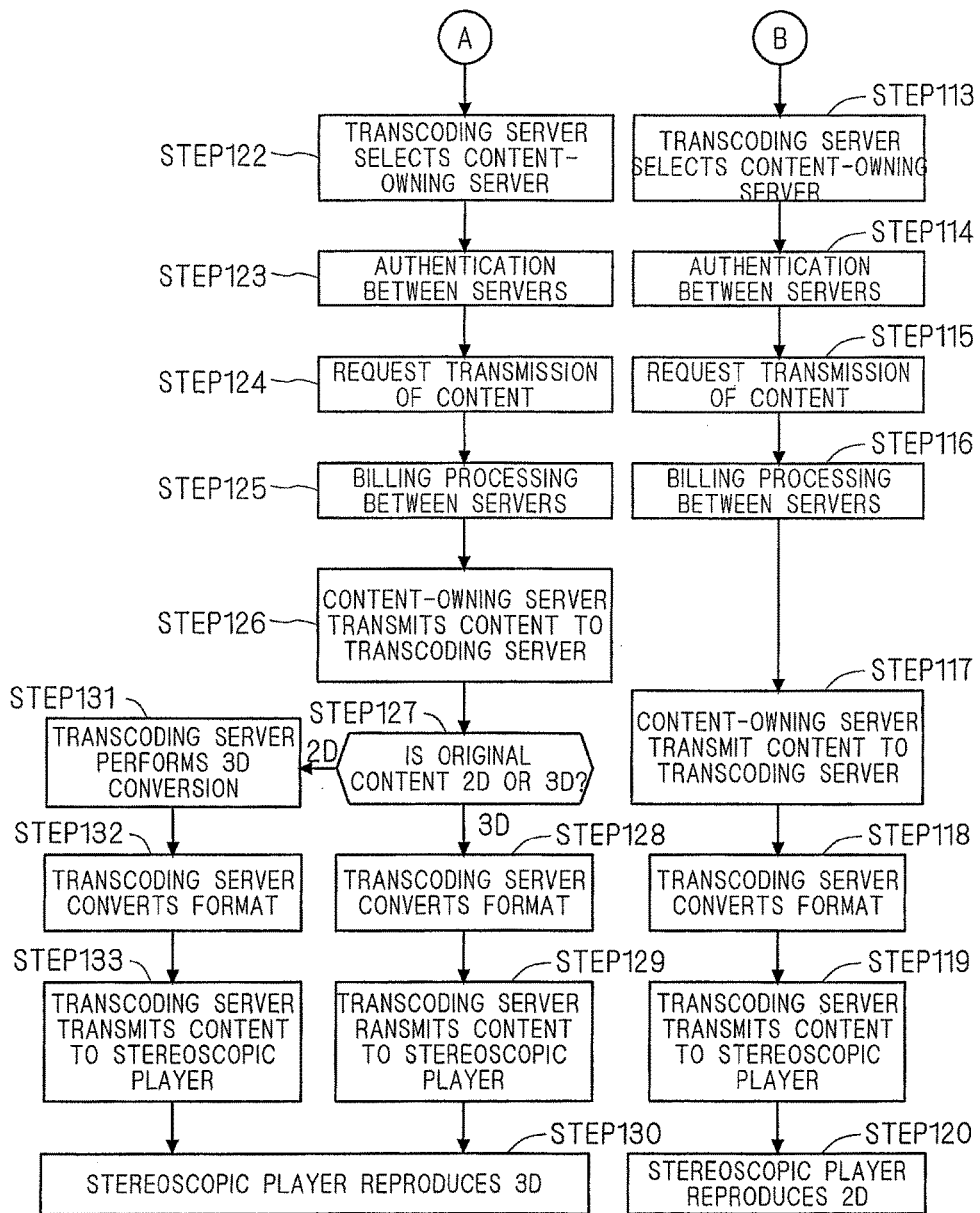 A
B
STEP122
TRANSCODING SERVER
SELECTS CONTENT-
OWNING SERVER
STEP113
TRANSCODING SERVER
SELECTS CONTENT-OWNING
SERVER
STEP123
AUTHENTICATION
BETWEEN SERVERS
STEP114
AUTHENTICATION
BETWEEN SERVERS
STEP124
REQUEST TRANSMISSION
OF CONTENT
STEP115
REQUEST TRANSMISSION
OF CONTENT
STEP125
BILLING PROCESSING
BETWEEN SERVERS
STEP116
BILLING PROCESSING
BETWEEN SERVERS
STEP126
CONTENT-OWNING SERVER
TRANSMITS CONTENT TO
TRANSCODING SERVER
STEP131
TRANSCODING SERVER
PERFORMS 3D
CONVERSION
2D
STEP127
IS ORIGINAL
CONTENT 2D OR 3D?
3D
STEP117
CONTENT-OWNING SERVER
TRANSMIT CONTENT TO
TRANSCODING SERVER
STEP132
TRANSCODING SERVER
CONVERTS FORMAT
STEP128
TRANSCODING SERVER
CONVERTS FORMAT
STEP118
TRANSCODING SERVER
CONVERTS FORMAT
STEP133
TRANSCODING SERVER
TRANSMITS CONTENT
TO STEREOSCOPIC
PLAYER
STEP129
TRANSCODING SERVER
RANSMITS CONTENT
TO STEREOSCOPIC
PLAYER
STEP119
TRANSCODING SERVER
TRANSMITS CONTENT
TO STEREOSCOPIC
PLAYER
STEP130
STEREOSCOPIC PLAYER REPRODUCES 3D
STEP120
STEREOSCOPIC PLAYER
REPRODUCES 2D